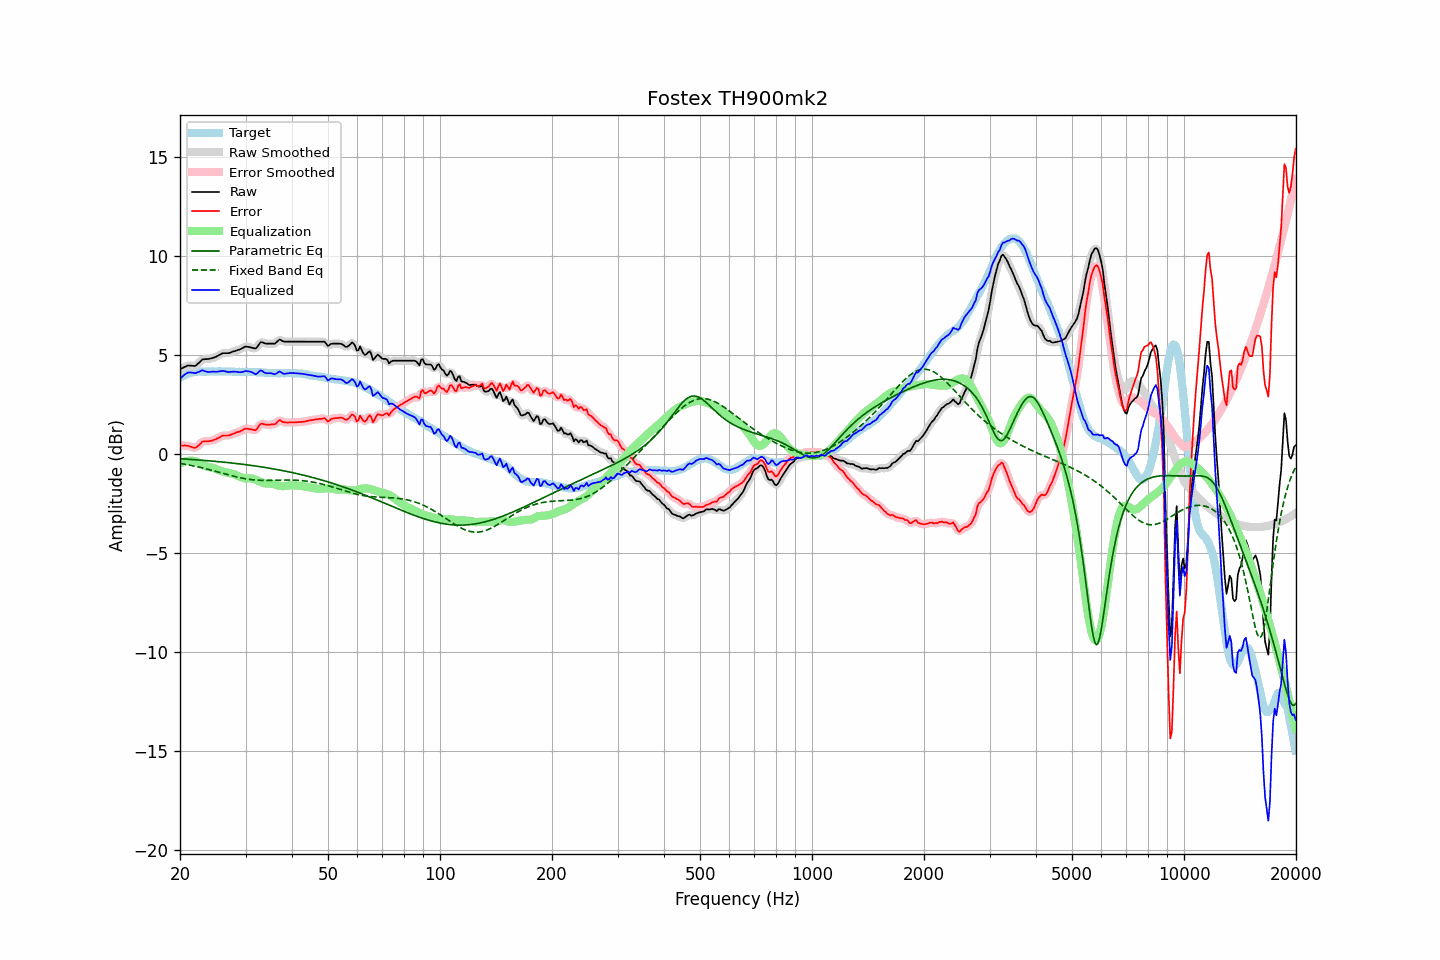 Fostex TH900mk2
Target
Raw Smoothed
Error Smoothed
Raw
Error
Equalization
Parametric Eq
Fixed Band Eq
Equalized
15
10
5
0
−5
−10
−15
−20
Amplitude (dBr)
20 50 100 200 500 1000 2000 5000 10000 20000
Frequency (Hz)